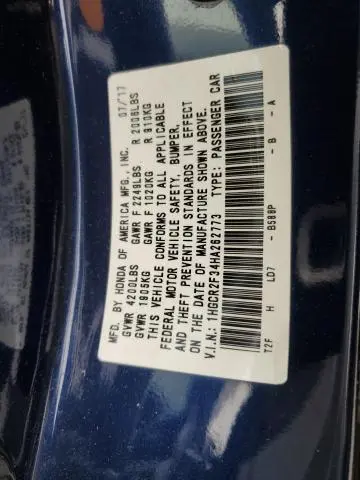 MFD. BY HONDA OF AMERICA MFG., INC. 07/17
GVWR 4200LBS GAWR F 2249LBS R 2006LBS
GVWR 1905KG GAWR F 1020KG R 910KG
THIS VEHICLE CONFORMS TO ALL APPLICABLE
FEDERAL MOTOR VEHICLE SAFETY, BUMPER,
AND THEFT PREVENTION STANDARDS IN EFFECT
ON THE DATE OF MANUFACTURE SHOWN ABOVE.
V.I.N.: 1HGCR2F34HA262773 TYPE: PASSENGER CAR
T2F H LD7 -B588P -B -A